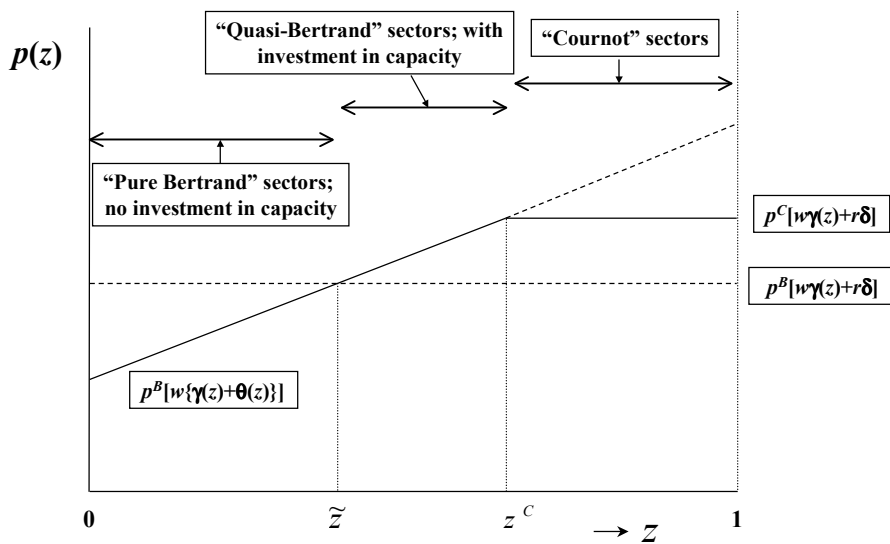 “Quasi-Bertrand” sectors; with
investment in capacity
“Cournot” sectors
p(z)
“Pure Bertrand” sectors;
no investment in capacity
p^C[wγ(z)+rδ]
p^B[wγ(z)+rδ]
p^B[w{γ(z)+θ(z)}]
0
z̃
z^C
→ z
1